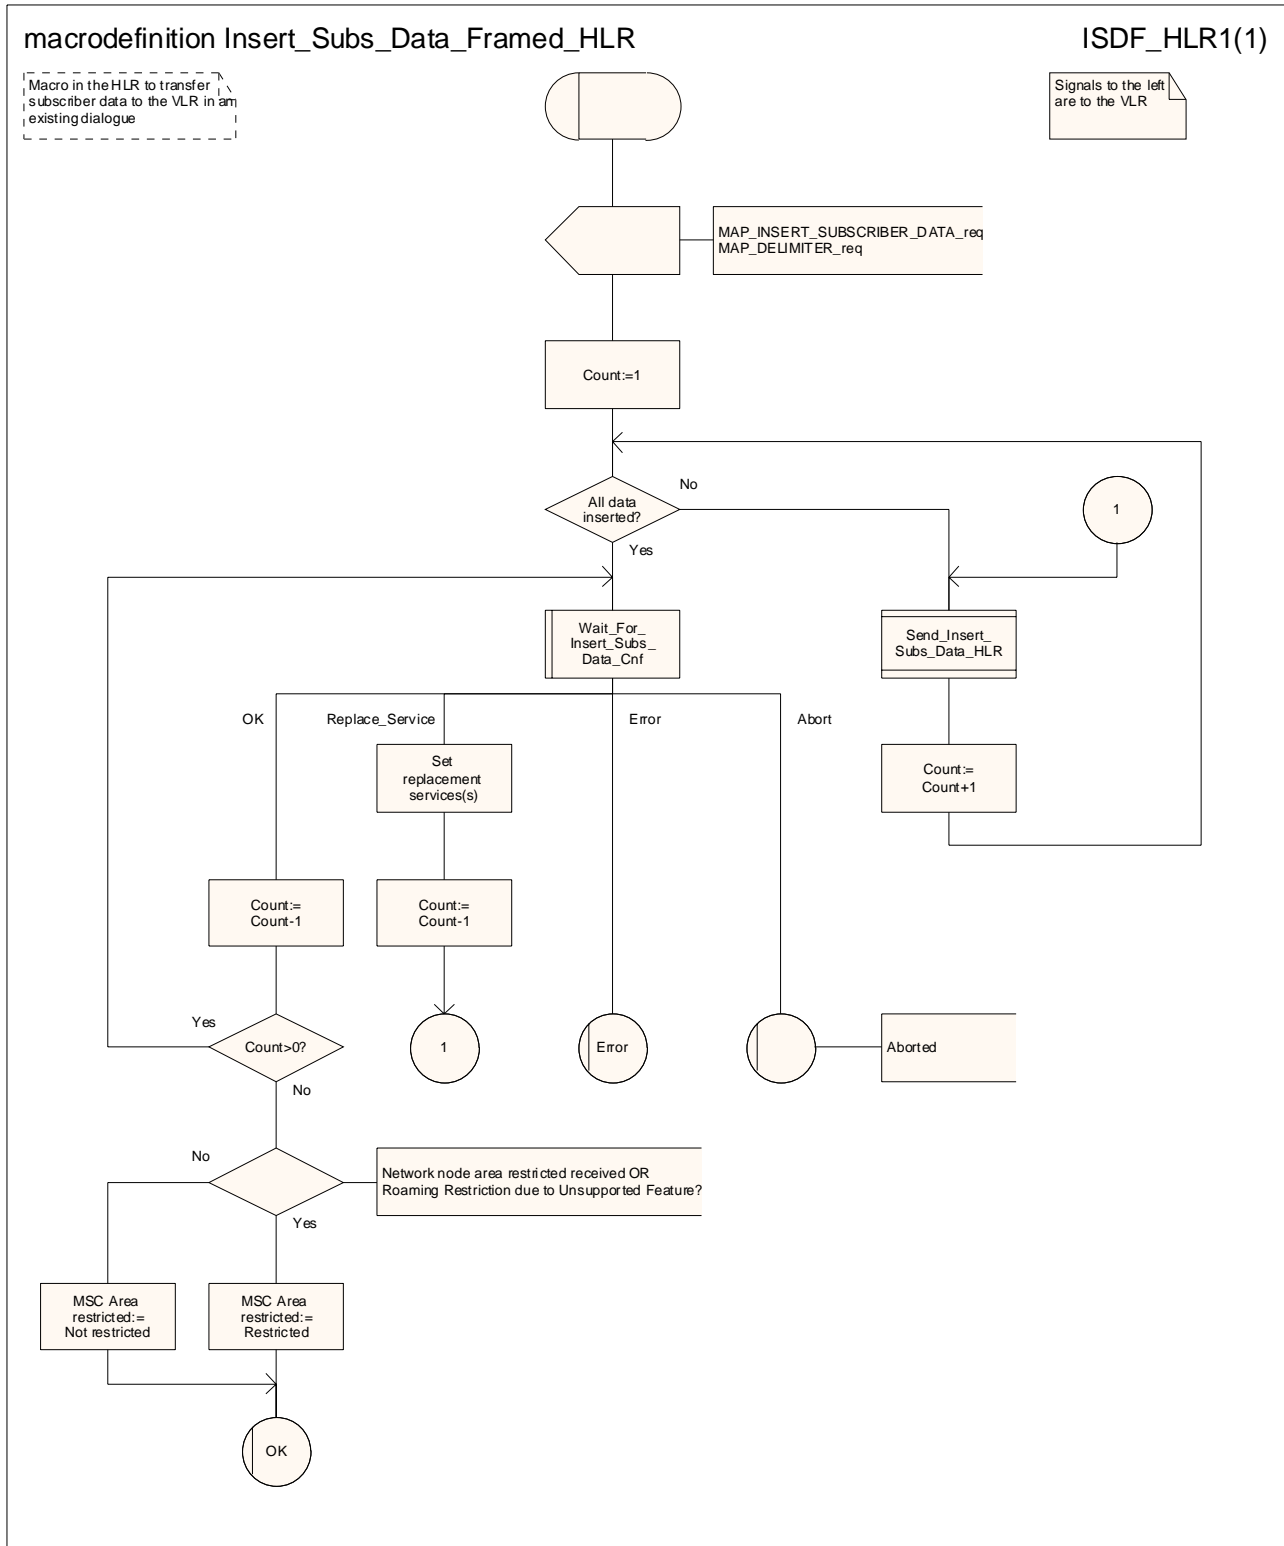 macrodefinition Insert_Subs_Data_Framed_HLR
ISDF_HLR1(1)
Macro in the HLR to transfer
subscriber data to the VLR in an
existing dialogue
Signals to the left
are to the VLR
MAP_INSERT_SUBSCRIBER_DATA_req
MAP_DELIMITER_req
Count:=1
No
All data
inserted?
1
Yes
Wait_For_
Insert_Subs_
Data_Cnf
Send_Insert_
Subs_Data_HLR
OK
Replace_Service
Error
Abort
Set
replacement
services(s)
Count:=
Count+1
Count:=
Count-1
Count:=
Count-1
Yes
Count>0?
1
Error
Aborted
No
No
Network node area restricted received OR
Roaming Restriction due to Unsupported Feature?
Yes
MSC Area
restricted:=
Not restricted
MSC Area
restricted:=
Restricted
OK